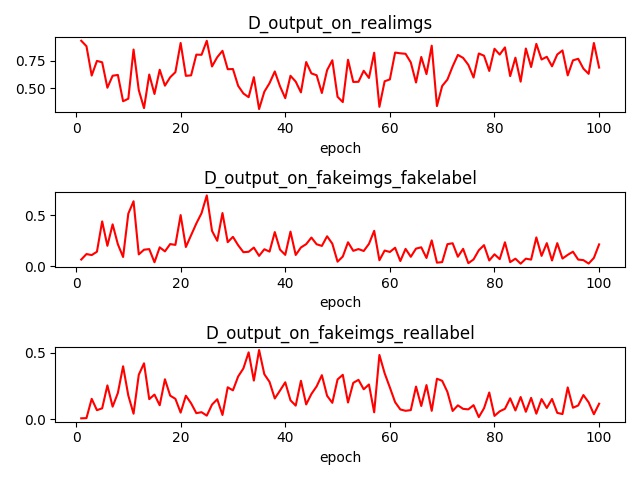 D_output_on_realimgs
0.75
0.50
0 20 40 60 80 100
epoch
D_output_on_fakeimgs_fakelabel
0.5
0.0
0 20 40 60 80 100
epoch
D_output_on_fakeimgs_reallabel
0.5
0.0
0 20 40 60 80 100
epoch